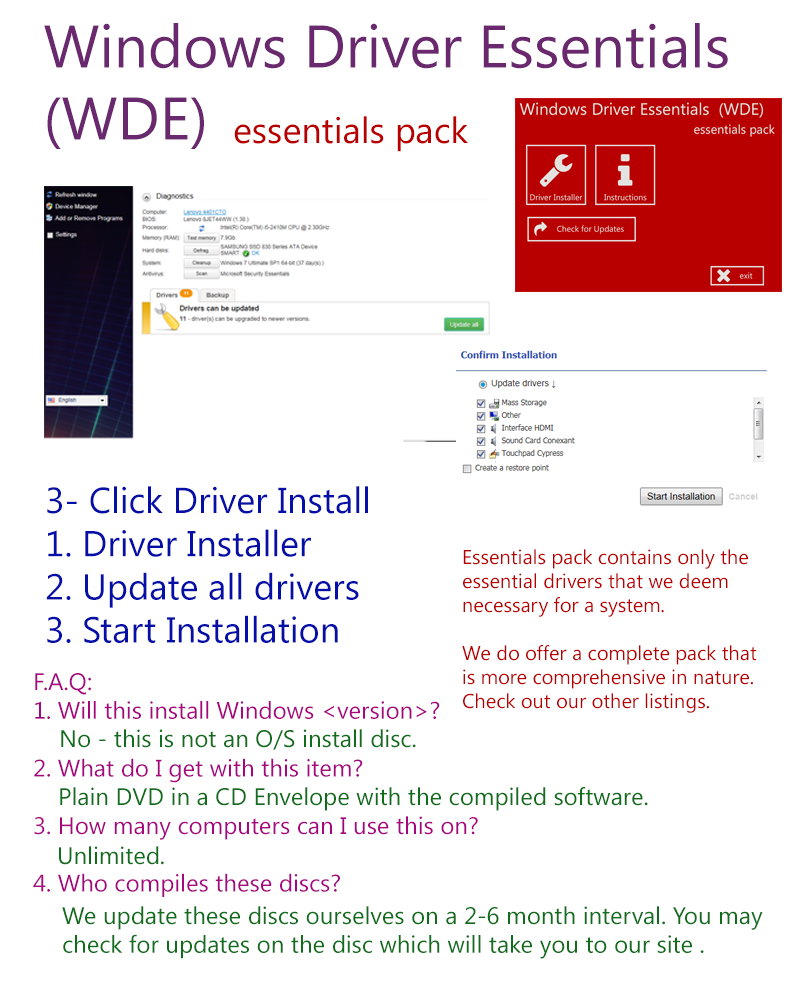 Windows Driver Essentials
(WDE) essentials pack
Windows Driver Essentials (WDE)
essentials pack
Driver Installer
Instructions
Check for Updates
exit
Refresh window
Device Manager
Add or Remove Programs
Settings
English
Diagnostics
Computer: Lenovo 4401CTO
BIOS: Lenovo 8JET44WW (1.38 )
Processor: Intel(R) Core(TM) i5-2410M CPU @ 2.30GHz
Memory (RAM): Test memory 7.9Gb
Hard disks: Defrag SAMSUNG SSD 830 Series ATA Device
SMART: OK
System: Cleanup Windows 7 Ultimate SP1 64-bit (37 day(s).)
Antivirus: Scan Microsoft Security Essentials
Drivers 11 Backup
Drivers can be updated
11 - driver(s) can be upgraded to newer versions.
Update all
Confirm Installation
Update drivers ↓
Mass Storage
Other
Interface HDMI
Sound Card Conexant
Touchpad Cypress
Create a restore point
Start Installation Cancel
3- Click Driver Install
1. Driver Installer
2. Update all drivers
3. Start Installation
Essentials pack contains only the
essential drivers that we deem
necessary for a system.
We do offer a complete pack that
is more comprehensive in nature.
Check out our other listings.
F.A.Q:
1. Will this install Windows <version>?
No - this is not an O/S install disc.
2. What do I get with this item?
Plain DVD in a CD Envelope with the compiled software.
3. How many computers can I use this on?
Unlimited.
4. Who compiles these discs?
We update these discs ourselves on a 2-6 month interval. You may
check for updates on the disc which will take you to our site .